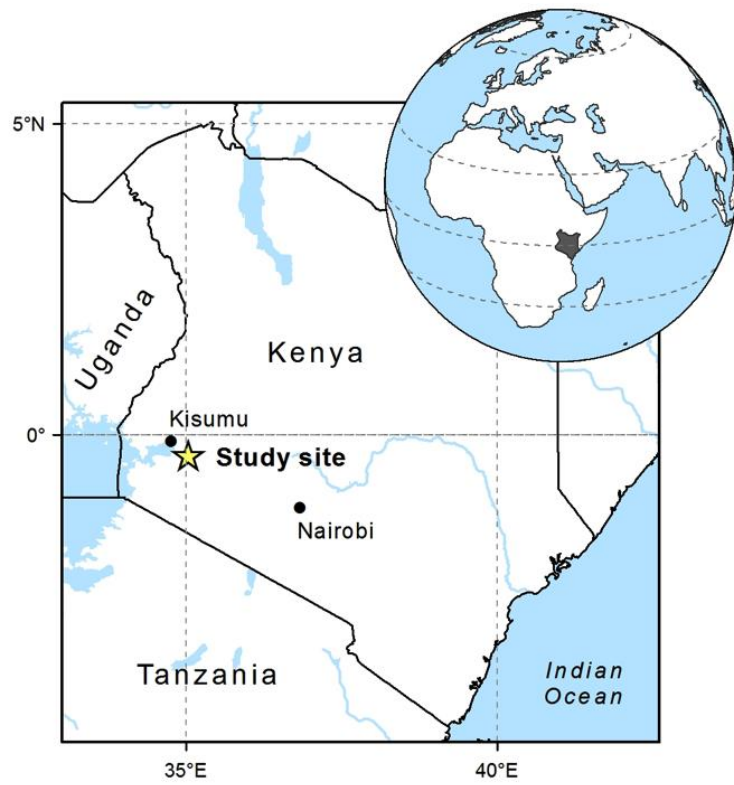 5°N
Uganda
Kenya
Kisumu
0°
Study site
Nairobi
Tanzania
Indian
Ocean
35°E
40°E